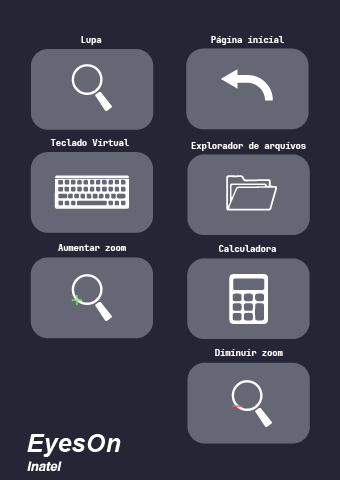 Lupa
Página inicial
Teclado Virtual
Explorador de arquivos
Aumentar zoom
Calculadora
Diminuir zoom
EyesOn
Inatel